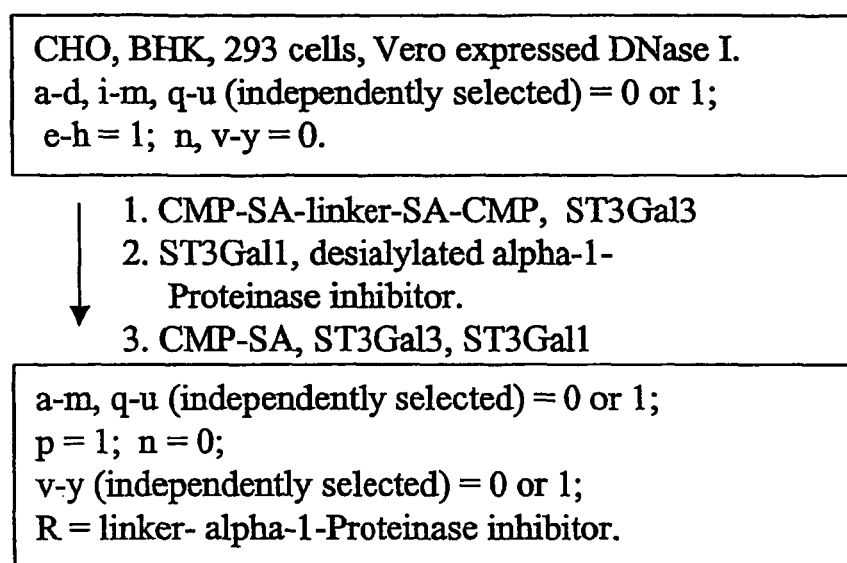 CHO, BHK, 293 cells, Vero expressed DNase I.
a-d, i-m, q-u (independently selected) = 0 or 1;
e-h = 1; n, v-y = 0.
1. CMP-SA-linker-SA-CMP, ST3Gal3
2. ST3Gal1, desialylated alpha-1-
Proteinase inhibitor.
3. CMP-SA, ST3Gal3, ST3Gal1
a-m, q-u (independently selected) = 0 or 1;
p = 1; n = 0;
v-y (independently selected) = 0 or 1;
R = linker- alpha-1-Proteinase inhibitor.